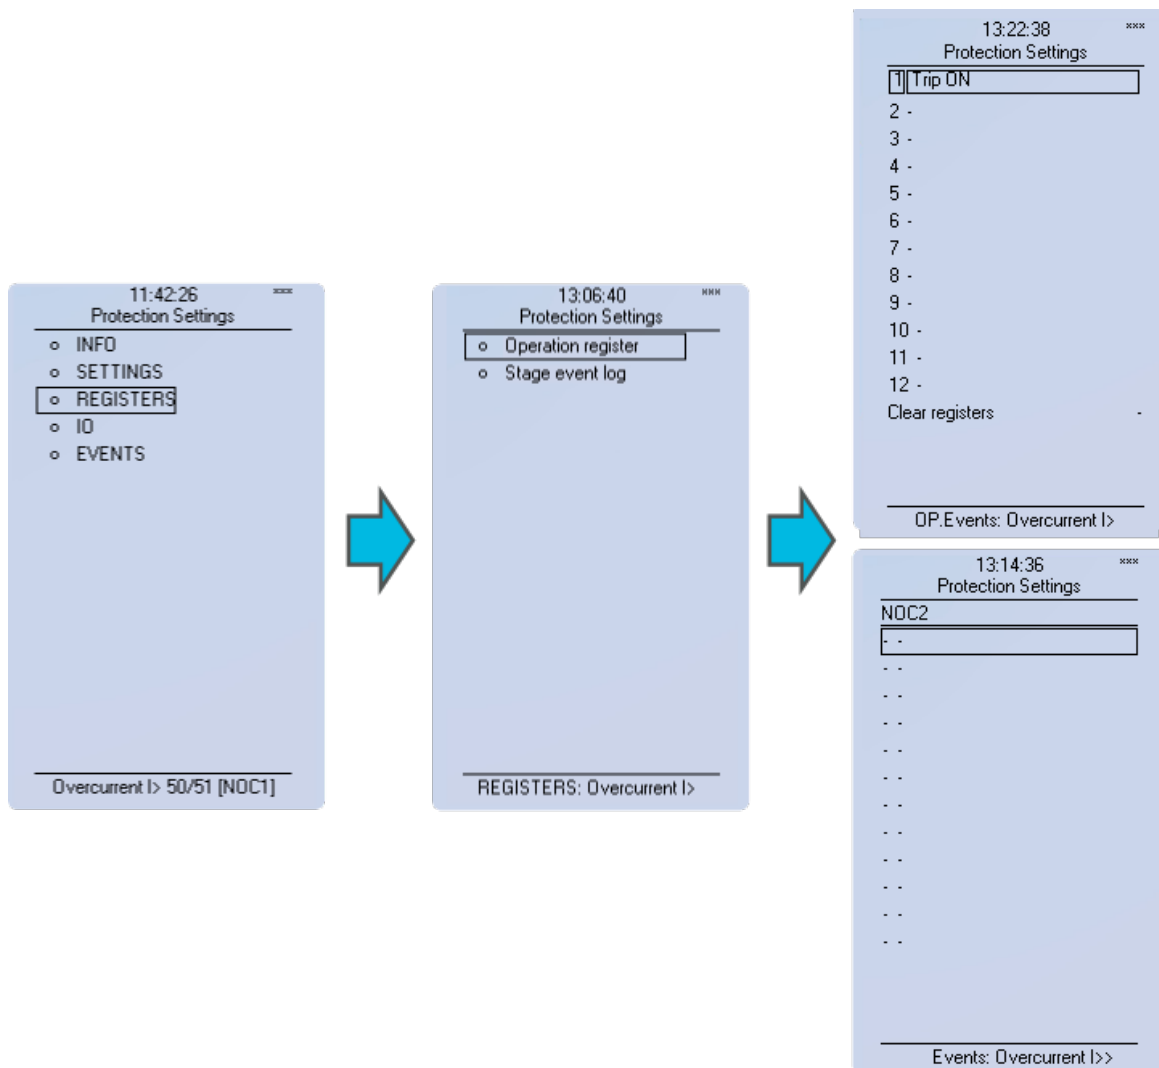 11:42:26 ***
Protection Settings
INFO
SETTINGS
REGISTERS
IO
EVENTS
Overcurrent I> 50/51 [NOC1]
13:06:40 ***
Protection Settings
Operation register
Stage event log
REGISTERS: Overcurrent I>
13:22:38 ***
Protection Settings
1 Trip ON
2 -
3 -
4 -
5 -
6 -
7 -
8 -
9 -
10 -
11 -
12 -
Clear registers -
OP.Events: Overcurrent I>
13:14:36 ***
Protection Settings
NOC2
- -
- -
- -
- -
- -
- -
- -
- -
- -
- -
- -
- -
Events: Overcurrent I>>